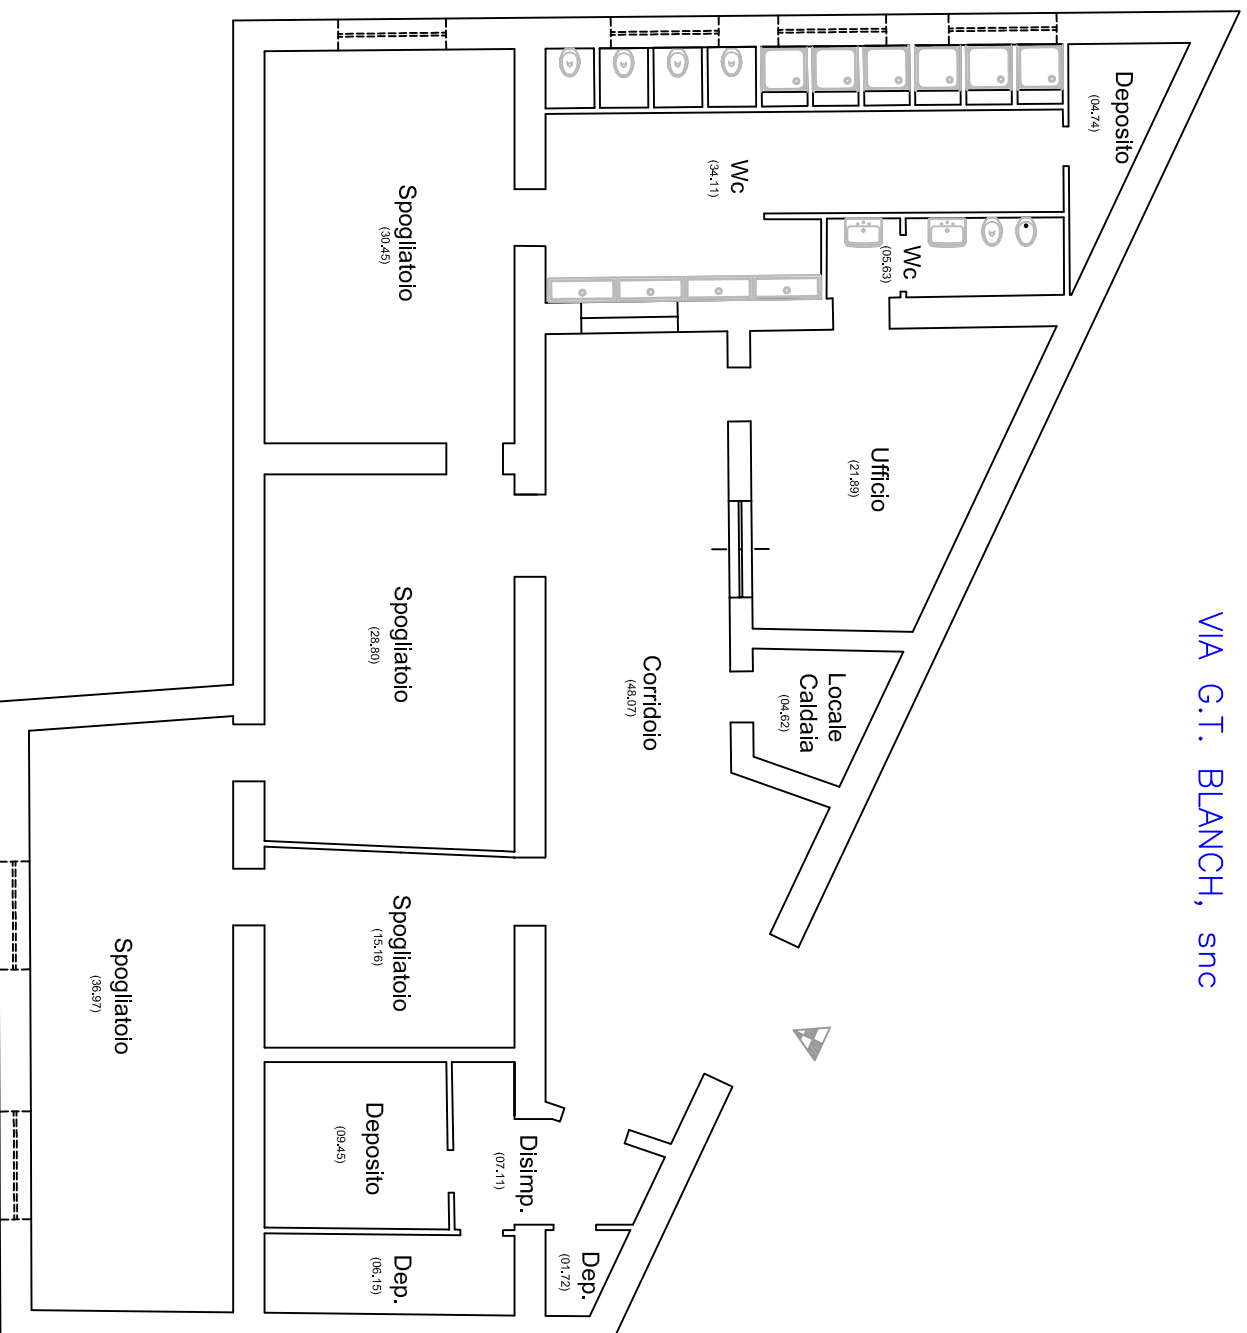 Deposito
(04.74)
Wc
(34.11)
Spogliatoio
(30.45)
Wc
(05.63)
Ufficio
(21.89)
Spogliatoio
(28.80)
Corridoio
(48.07)
Locale
Caldaia
(04.62)
VIA G.T. BLANCH, snc
Spogliatoio
(15.16)
Spogliatoio
(36.97)
Deposito
(09.45)
Disimp.
(07.11)
Dep.
(01.72)
Dep.
(06.15)